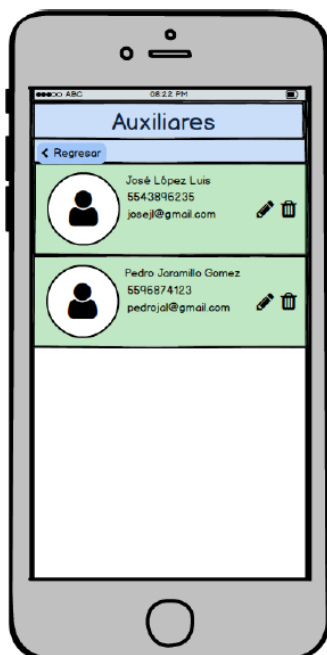 ABC 08:22 PM
Auxiliares
Regresar
José López Luis
5543896235
josejl@gmail.com
Pedro Jaramillo Gomez
5596874123
pedrojal@gmail.com